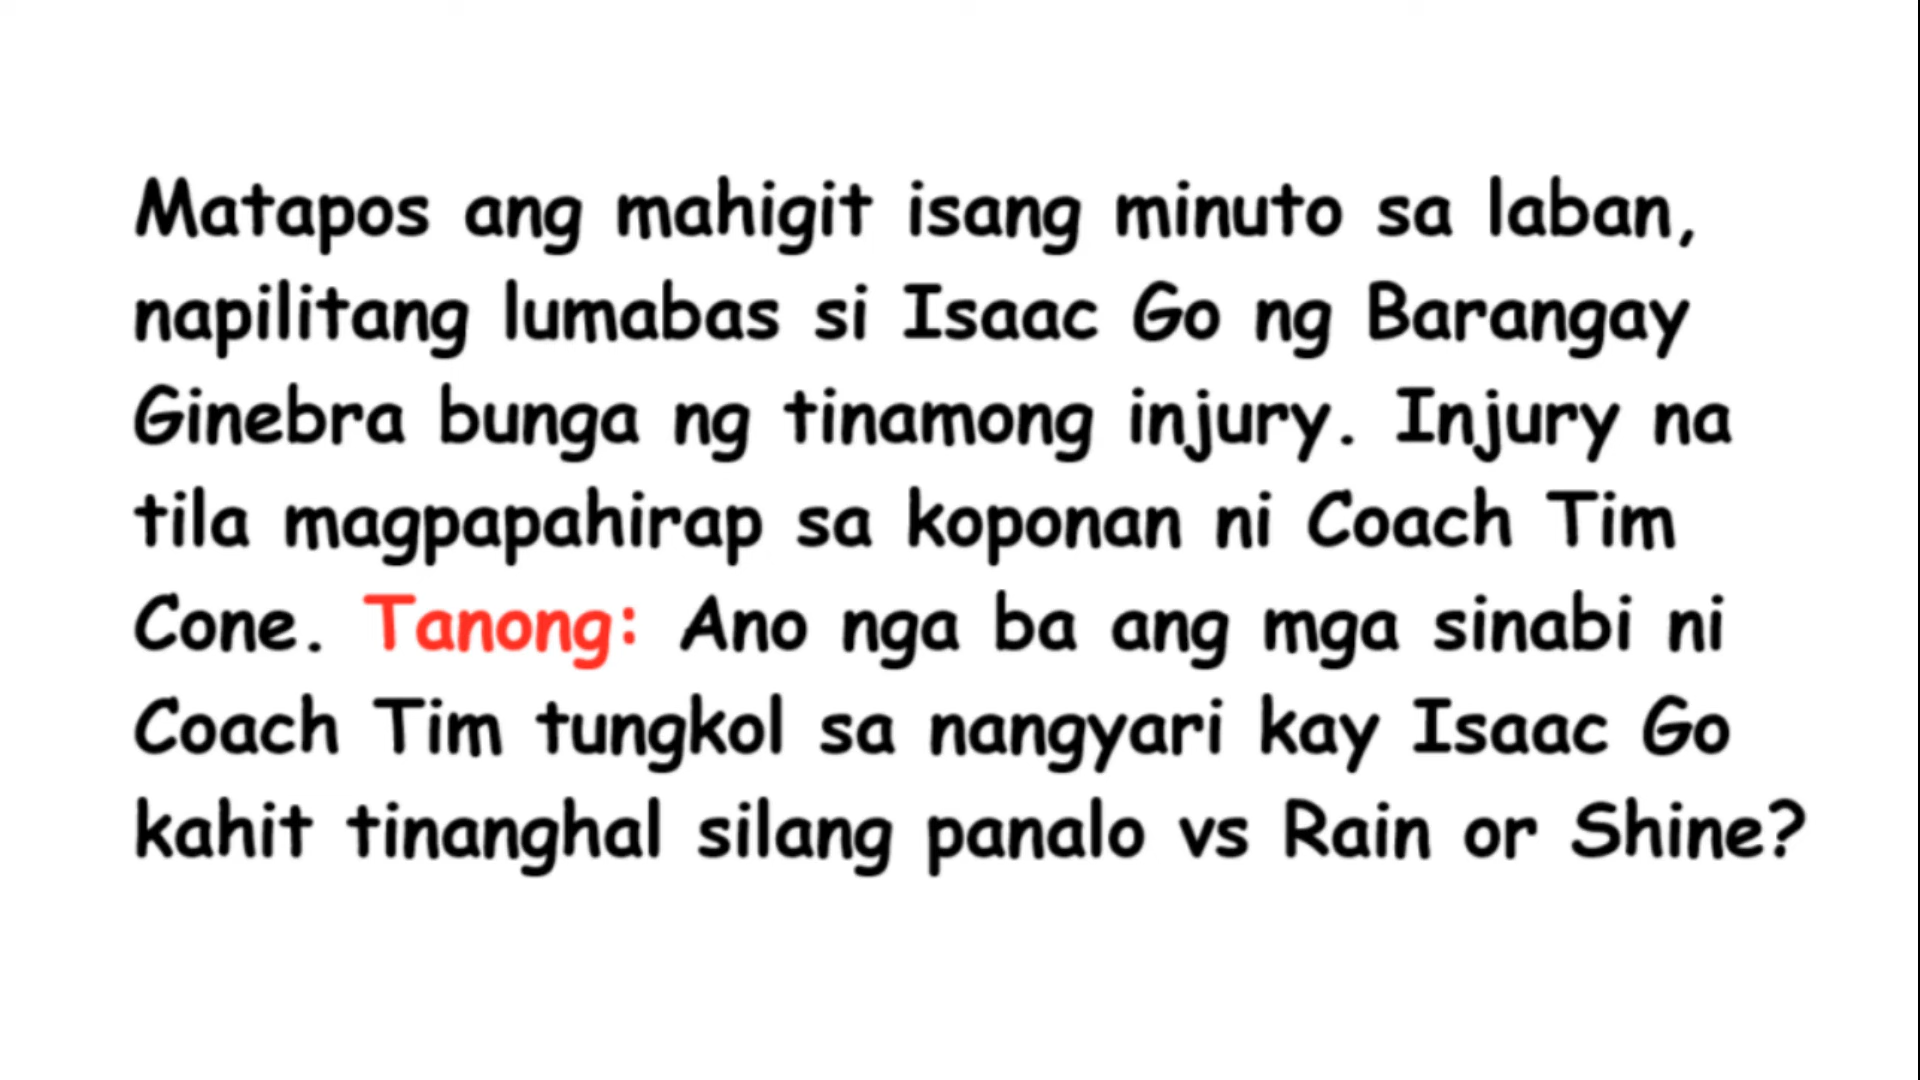 Matapos ang mahigit isang minuto sa laban,
napilitang lumabas si Isaac Go ng Barangay
Ginebra bunga ng tinamong injury. Injury na
tila magpapahirap sa koponan ni Coach Tim
Cone. Tanong: Ano nga ba ang mga sinabi ni
Coach Tim tungkol sa nangyari kay Isaac Go
kahit tinanghal silang panalo vs Rain or Shine?